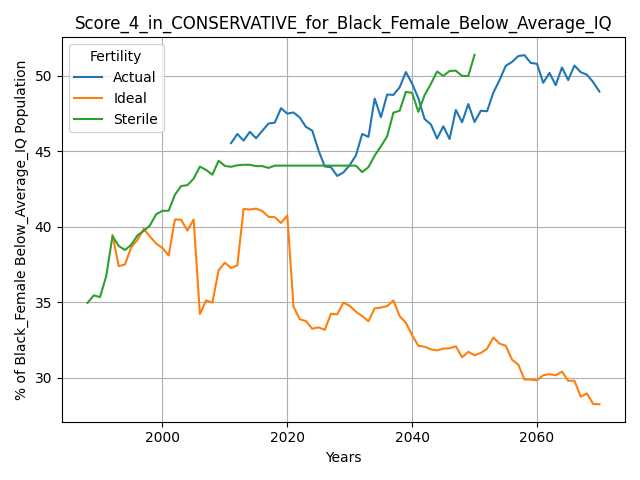 Score_4_in_CONSERVATIVE_for_Black_Female_Below_Average_IQ
% of Black_Female Below_Average_IQ Population
Fertility
Actual
Ideal
Sterile
50
45
40
35
30
2000
2020
2040
2060
Years